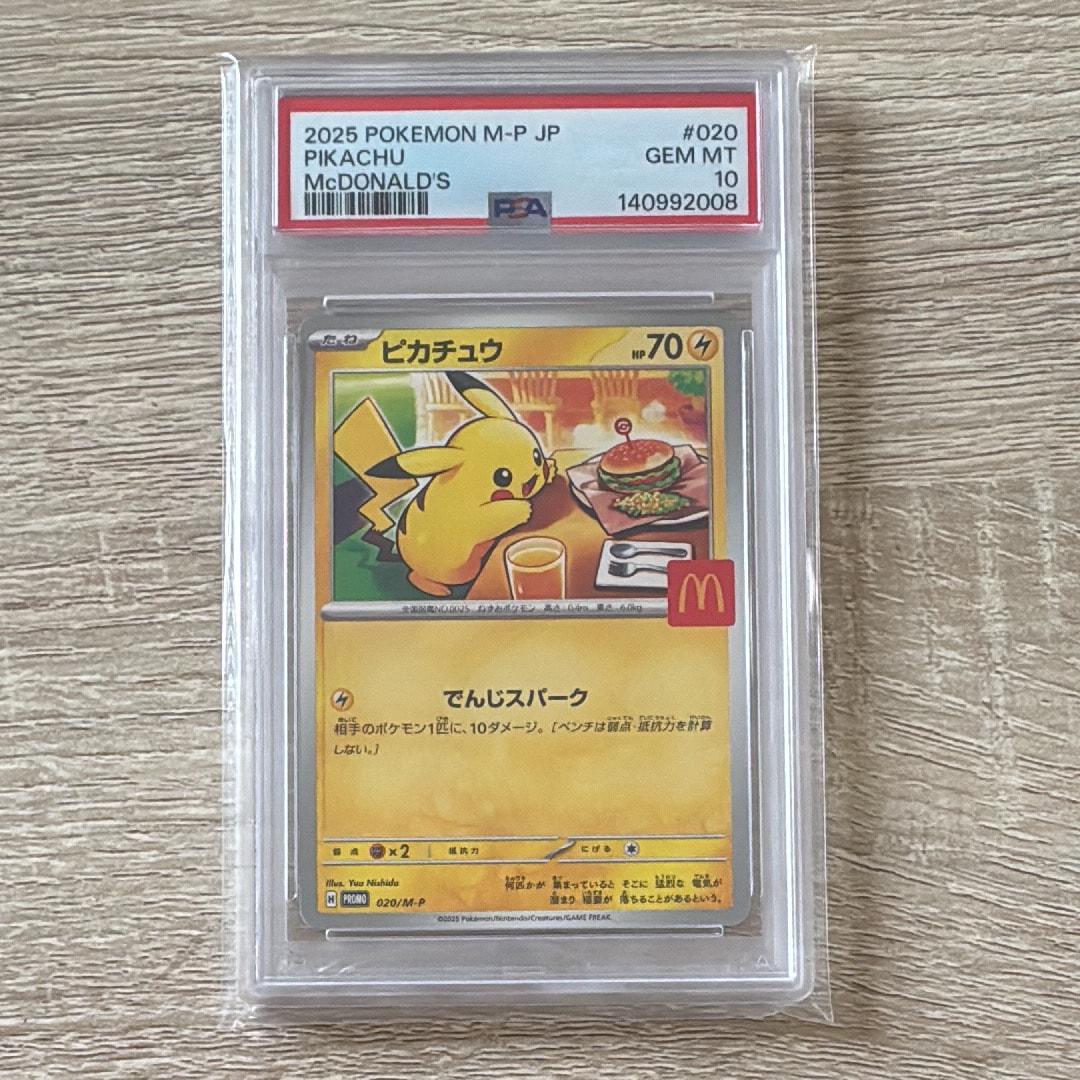 2025 POKEMON M-P JP #020
PIKACHU GEM MT
McDONALD'S 10
PSA 140992008
たね ピカチュウ HP70
全国図鑑NO.0025 ねずみポケモン 高さ:0.4m 重さ:6.0kg
でんじスパーク
相手のポケモン1匹に、10ダメージ。[ベンチは弱点・抵抗力を計算
しない。]
弱点 ×2 抵抗力 にげる
Illus. Yua Nishida
何匹かが 集まっていると そこに 猛烈な 電気が
H PROMO 020/M-P
溜まり 稲妻が 落ちることがあるという。
©2025 Pokémon/Nintendo/Creatures/GAME FREAK.